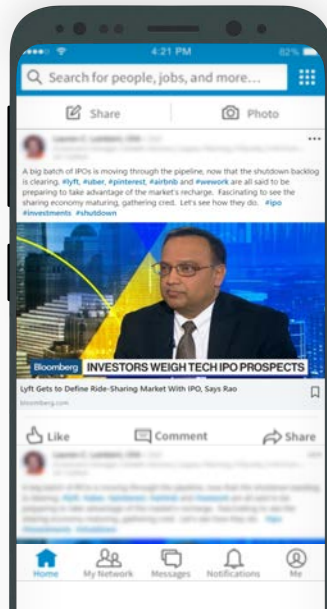 4:21 PM
82%
Search for people, jobs, and more...
Share
Photo
A big batch of IPOs is moving through the pipeline, now that the shutdown backlog
is clearing. #lyft, #uber, #pinterest, #airbnb and #wework are all said to be
preparing to take advantage of the market's recharge. Fascinating to see the
sharing economy maturing, gathering cred. Let's see how they do. #ipo
#investments #shutdown
Bloomberg INVESTORS WEIGH TECH IPO PROSPECTS
Lyft Gets to Define Ride-Sharing Market With IPO, Says Rao
bloomberg.com
Like
Comment
Share
Home
My Network
Messages
Notifications
Me